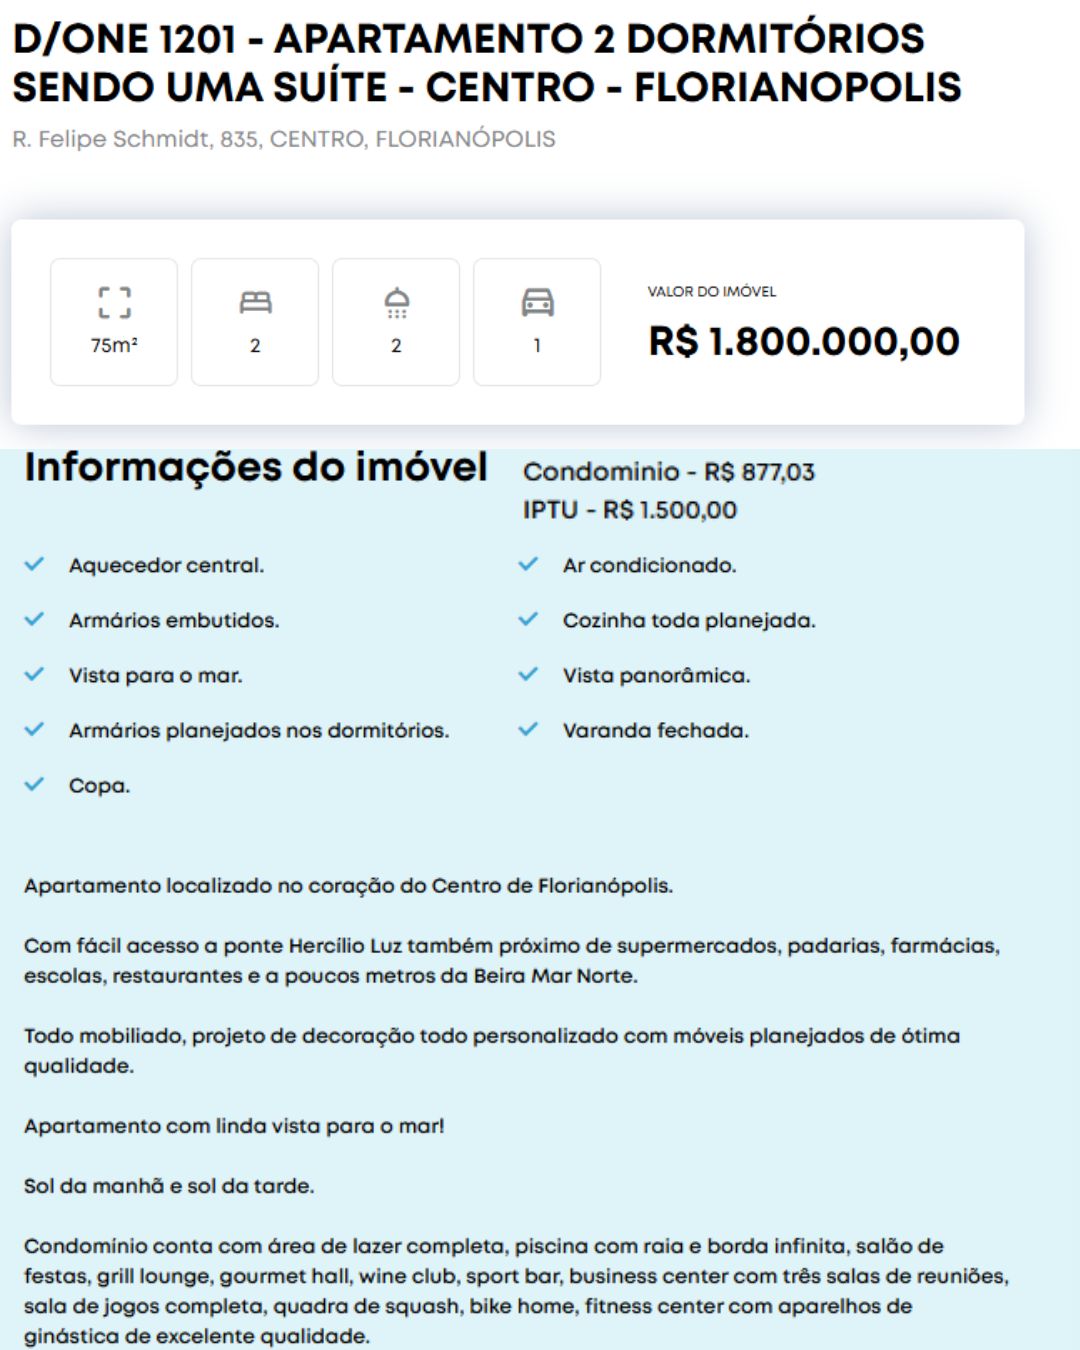 D/ONE 1201 - APARTAMENTO 2 DORMITÓRIOS
SENDO UMA SUÍTE - CENTRO - FLORIANOPOLIS
R. Felipe Schmidt, 835, CENTRO, FLORIANÓPOLIS
75m²
2
2
1
VALOR DO IMÓVEL
R$ 1.800.000,00
Informações do imóvel
Condominio - R$ 877,03
IPTU - R$ 1.500,00
Aquecedor central.
Ar condicionado.
Armários embutidos.
Cozinha toda planejada.
Vista para o mar.
Vista panorâmica.
Armários planejados nos dormitórios.
Varanda fechada.
Copa.
Apartamento localizado no coração do Centro de Florianópolis.
Com fácil acesso a ponte Hercílio Luz também próximo de supermercados, padarias, farmácias,
escolas, restaurantes e a poucos metros da Beira Mar Norte.
Todo mobiliado, projeto de decoração todo personalizado com móveis planejados de ótima
qualidade.
Apartamento com linda vista para o mar!
Sol da manhã e sol da tarde.
Condomínio conta com área de lazer completa, piscina com raia e borda infinita, salão de
festas, grill lounge, gourmet hall, wine club, sport bar, business center com três salas de reuniões,
sala de jogos completa, quadra de squash, bike home, fitness center com aparelhos de
ginástica de excelente qualidade.